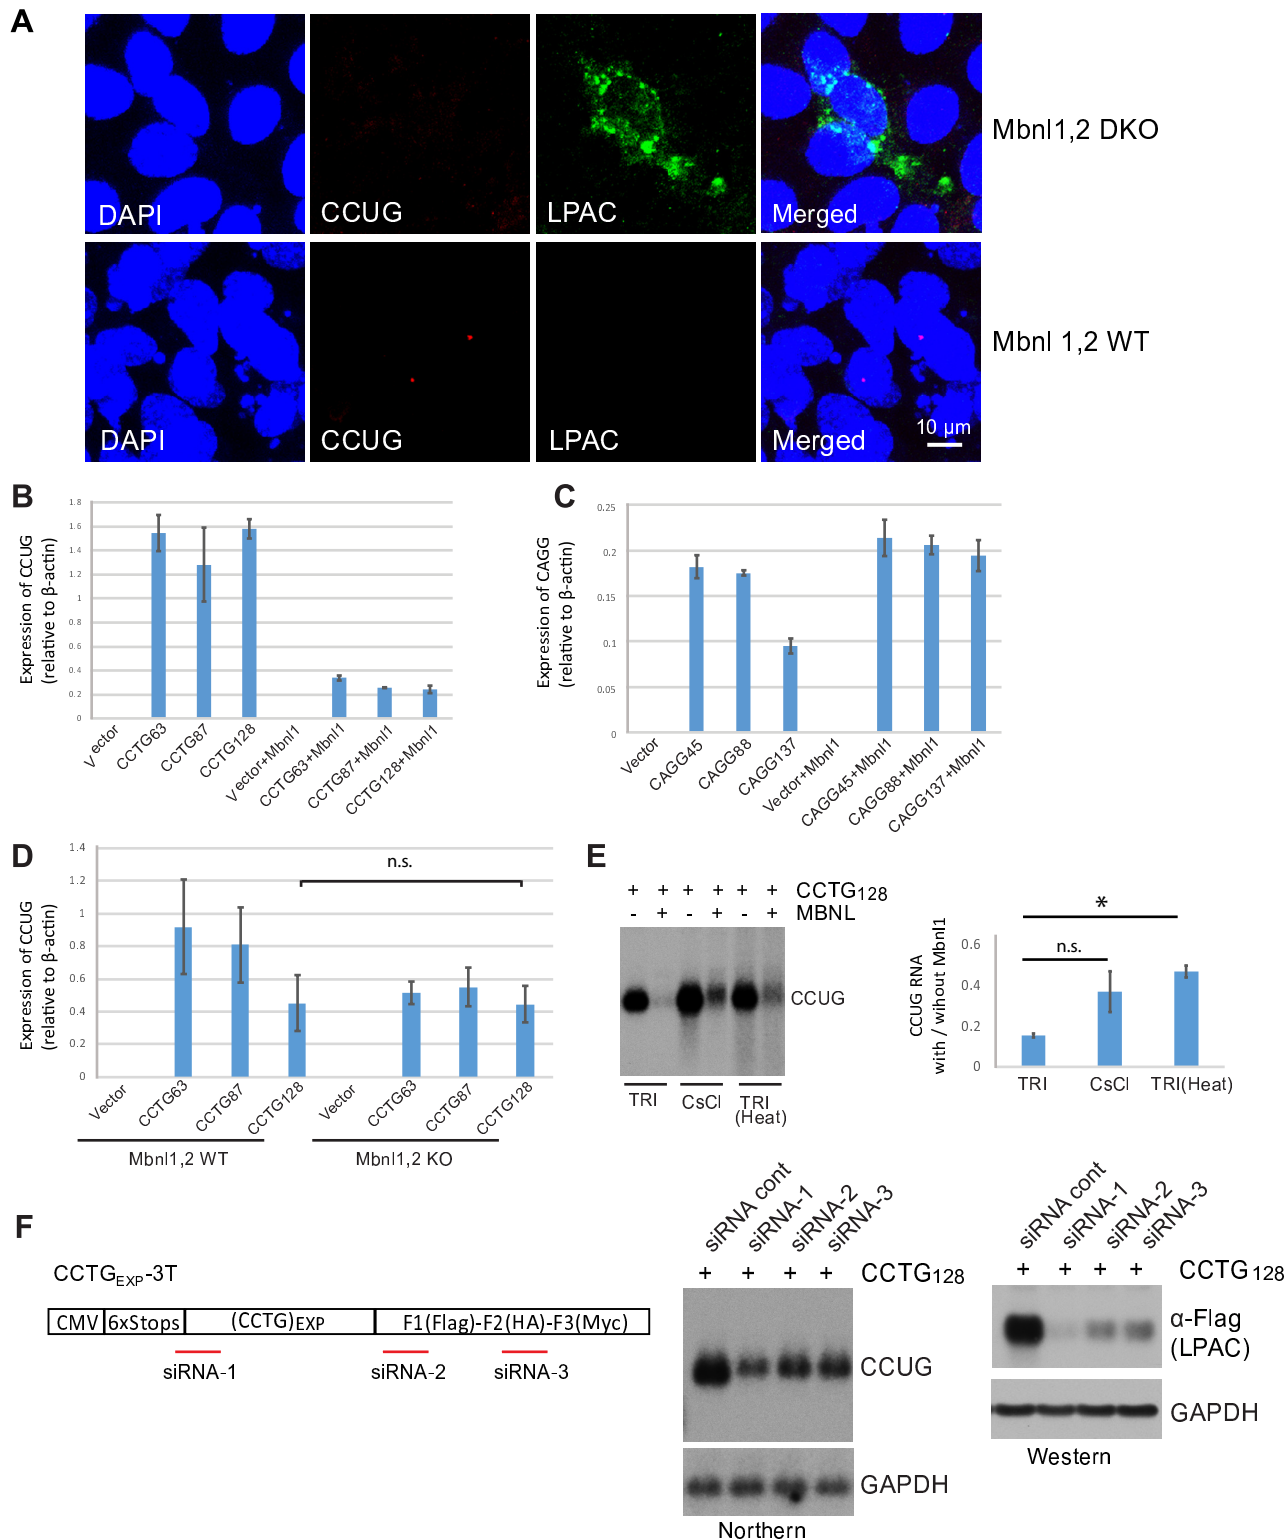 A
DAPI
CCUG
LPAC
Merged
Mbnl1,2 DKO
DAPI
CCUG
LPAC
Merged
10 µm
Mbnl 1,2 WT
B
Expression of CCUG
(relative to β-actin)
1.8
1.6
1.4
1.2
1
0.8
0.6
0.4
0.2
0
Vector
CCTG63
CCTG87
CCTG128
Vector+Mbnl1
CCTG63+Mbnl1
CCTG87+Mbnl1
CCTG128+Mbnl1
C
Expression of CAGG
(relative to β-actin)
0.25
0.2
0.15
0.1
0.05
0
Vector
CAGG45
CAGG88
CAGG137
Vector+Mbnl1
CAGG45+Mbnl1
CAGG88+Mbnl1
CAGG137+Mbnl1
D
Expression of CCUG
(relative to β-actin)
1.4
1.2
1
0.8
0.6
0.4
0.2
0
n.s.
Vector
CCTG63
CCTG87
CCTG128
Vector
CCTG63
CCTG87
CCTG128
Mbnl1,2 WT
Mbnl1,2 KO
E
+ + + + + + CCTG128
- + - + - + MBNL
CCUG
TRI
CsCl
TRI
(Heat)
CCUG RNA
with / wihout Mbnl1
0.6
0.4
0.2
0
n.s.
*
TRI
CsCl
TRI(Heat)
F
CCTGEXP-3T
CMV
6xStops
(CCTG)EXP
F1(Flag)-F2(HA)-F3(Myc)
siRNA-1
siRNA-2
siRNA-3
siRNA cont
siRNA-1
siRNA-2
siRNA-3
+ + + + CCTG128
CCUG
GAPDH
Northern
siRNA cont
siRNA-1
siRNA-2
siRNA-3
+ + + + CCTG128
α-Flag
(LPAC)
GAPDH
Western